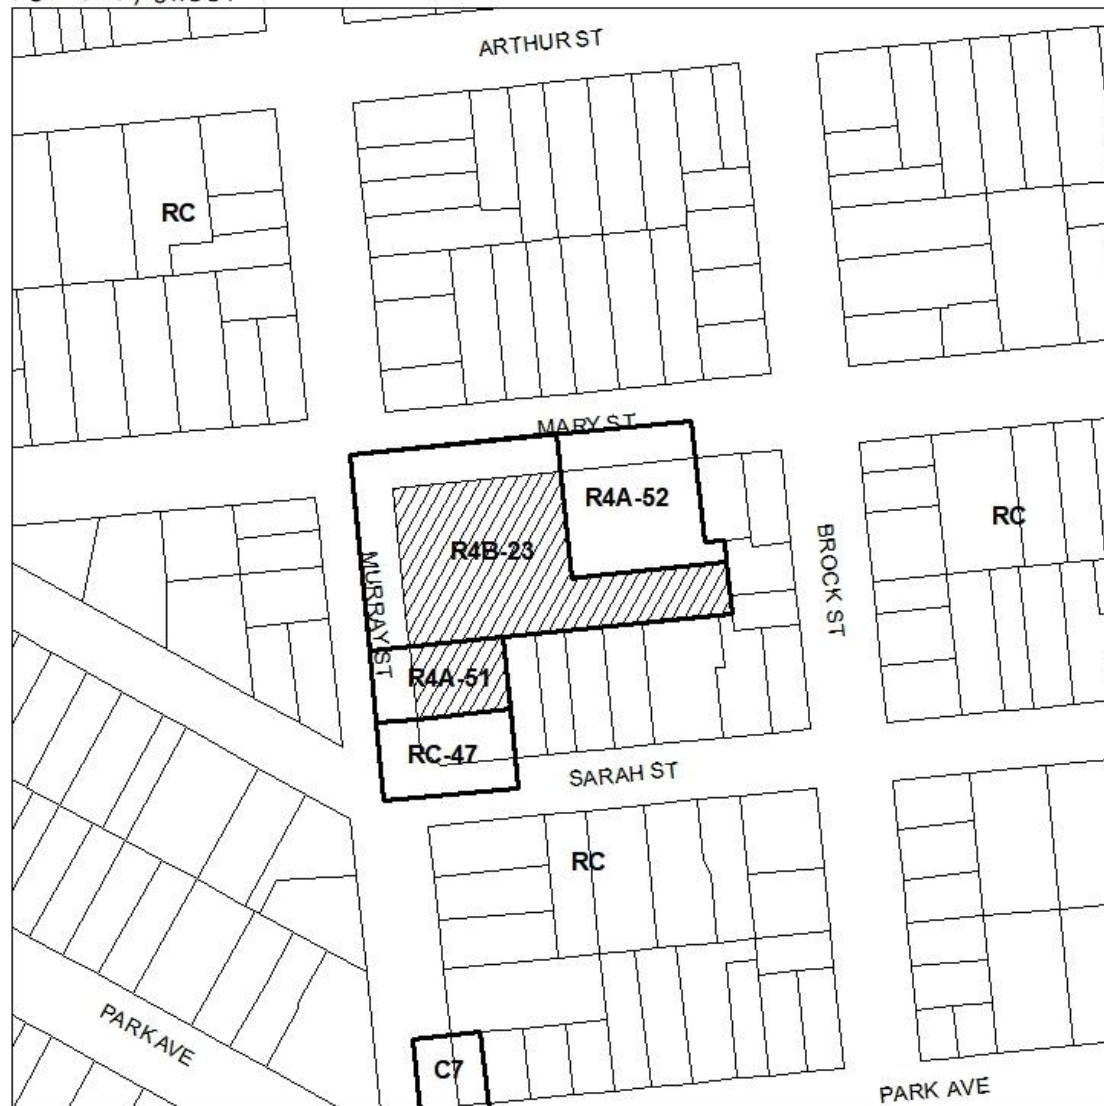 ARTHUR ST
RC
MARY ST
R4A-52
RC
R4B-23
BROCK ST
MURRAY ST
R4A-51
RC-47
SARAH ST
RC
PARK AVE
C7
PARK AVE